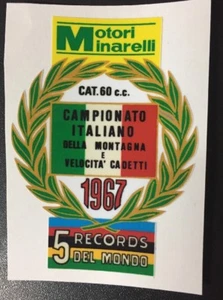 Motori
Minarelli
CAT. 60 c.c.
CAMPIONATO
ITALIANO
DELLA MONTAGNA
E
VELOCITA' CADETTI
1967
5 RECORDS
DEL MONDO